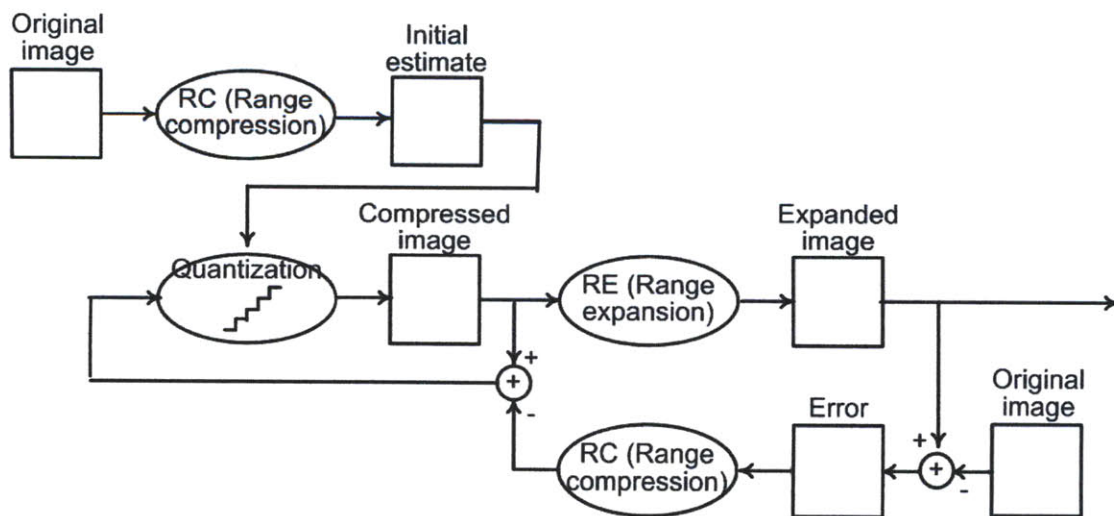 Original
image
RC (Range
compression)
Initial
estimate
Quantization
Compressed
image
RE (Range
expansion)
Expanded
image
+
+
-
RC (Range
compression)
Error
+
+
-
Original
image